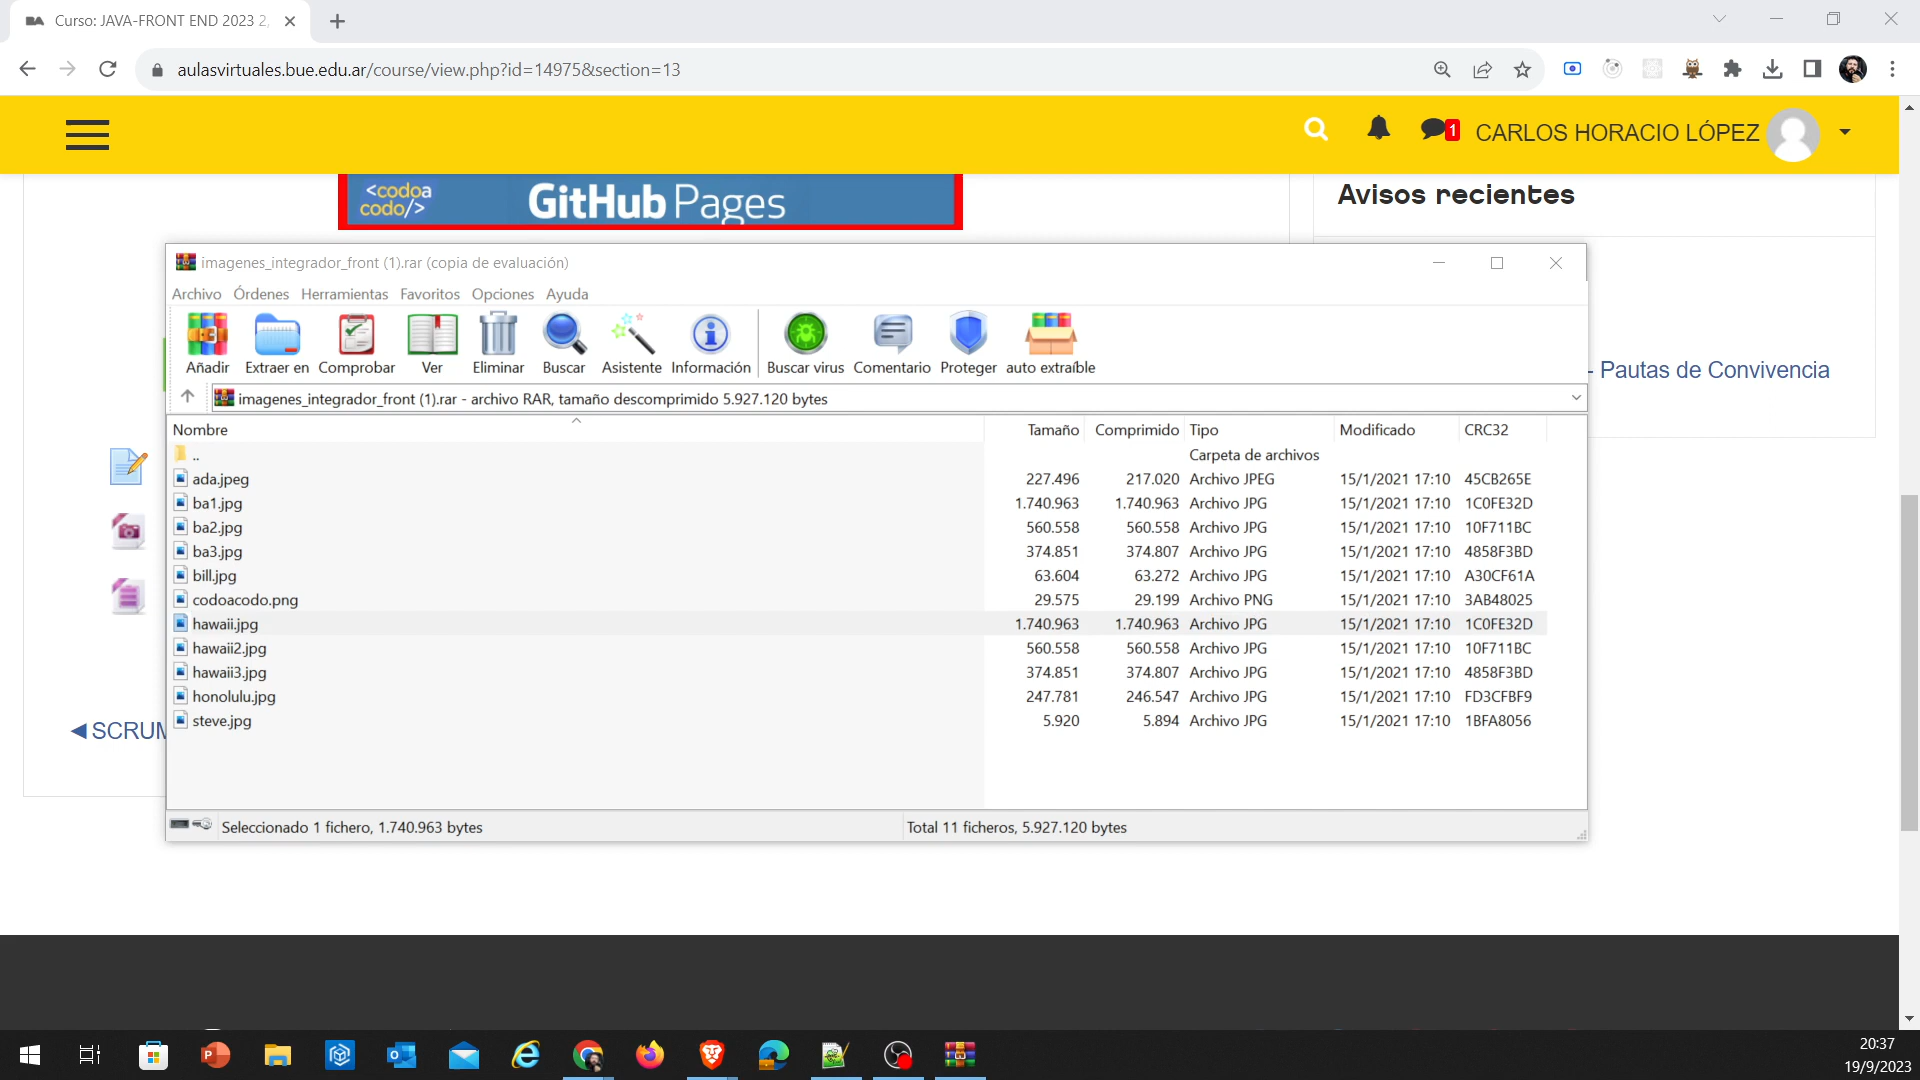 Curso: JAVA-FRONT END 2023 2,
aulasvirtuales.bue.edu.ar/course/view.php?id=14975&section=13
1 CARLOS HORACIO LÓPEZ
<codoa
codo/>
GitHub Pages
Avisos recientes
- Pautas de Convivencia
imagenes_integrador_front (1).rar (copia de evaluación)
Archivo Órdenes Herramientas Favoritos Opciones Ayuda
Añadir Extraer en Comprobar Ver Eliminar Buscar Asistente Información Buscar virus Comentario Proteger auto extraíble
imagenes_integrador_front (1).rar - archivo RAR, tamaño descomprimido 5.927.120 bytes
Nombre Tamaño Comprimido Tipo Modificado CRC32
.. Carpeta de archivos
ada.jpeg 227.496 217.020 Archivo JPEG 15/1/2021 17:10 45CB265E
ba1.jpg 1.740.963 1.740.963 Archivo JPG 15/1/2021 17:10 1C0FE32D
ba2.jpg 560.558 560.558 Archivo JPG 15/1/2021 17:10 10F711BC
ba3.jpg 374.851 374.807 Archivo JPG 15/1/2021 17:10 4858F3BD
bill.jpg 63.604 63.272 Archivo JPG 15/1/2021 17:10 A30CF61A
codoacodo.png 29.575 29.199 Archivo PNG 15/1/2021 17:10 3AB48025
hawaii.jpg 1.740.963 1.740.963 Archivo JPG 15/1/2021 17:10 1C0FE32D
hawaii2.jpg 560.558 560.558 Archivo JPG 15/1/2021 17:10 10F711BC
hawaii3.jpg 374.851 374.807 Archivo JPG 15/1/2021 17:10 4858F3BD
honolulu.jpg 247.781 246.547 Archivo JPG 15/1/2021 17:10 FD3CFBF9
steve.jpg 5.920 5.894 Archivo JPG 15/1/2021 17:10 1BFA8056
◀ SCRUM
Seleccionado 1 fichero, 1.740.963 bytes
Total 11 ficheros, 5.927.120 bytes
20:37
19/9/2023